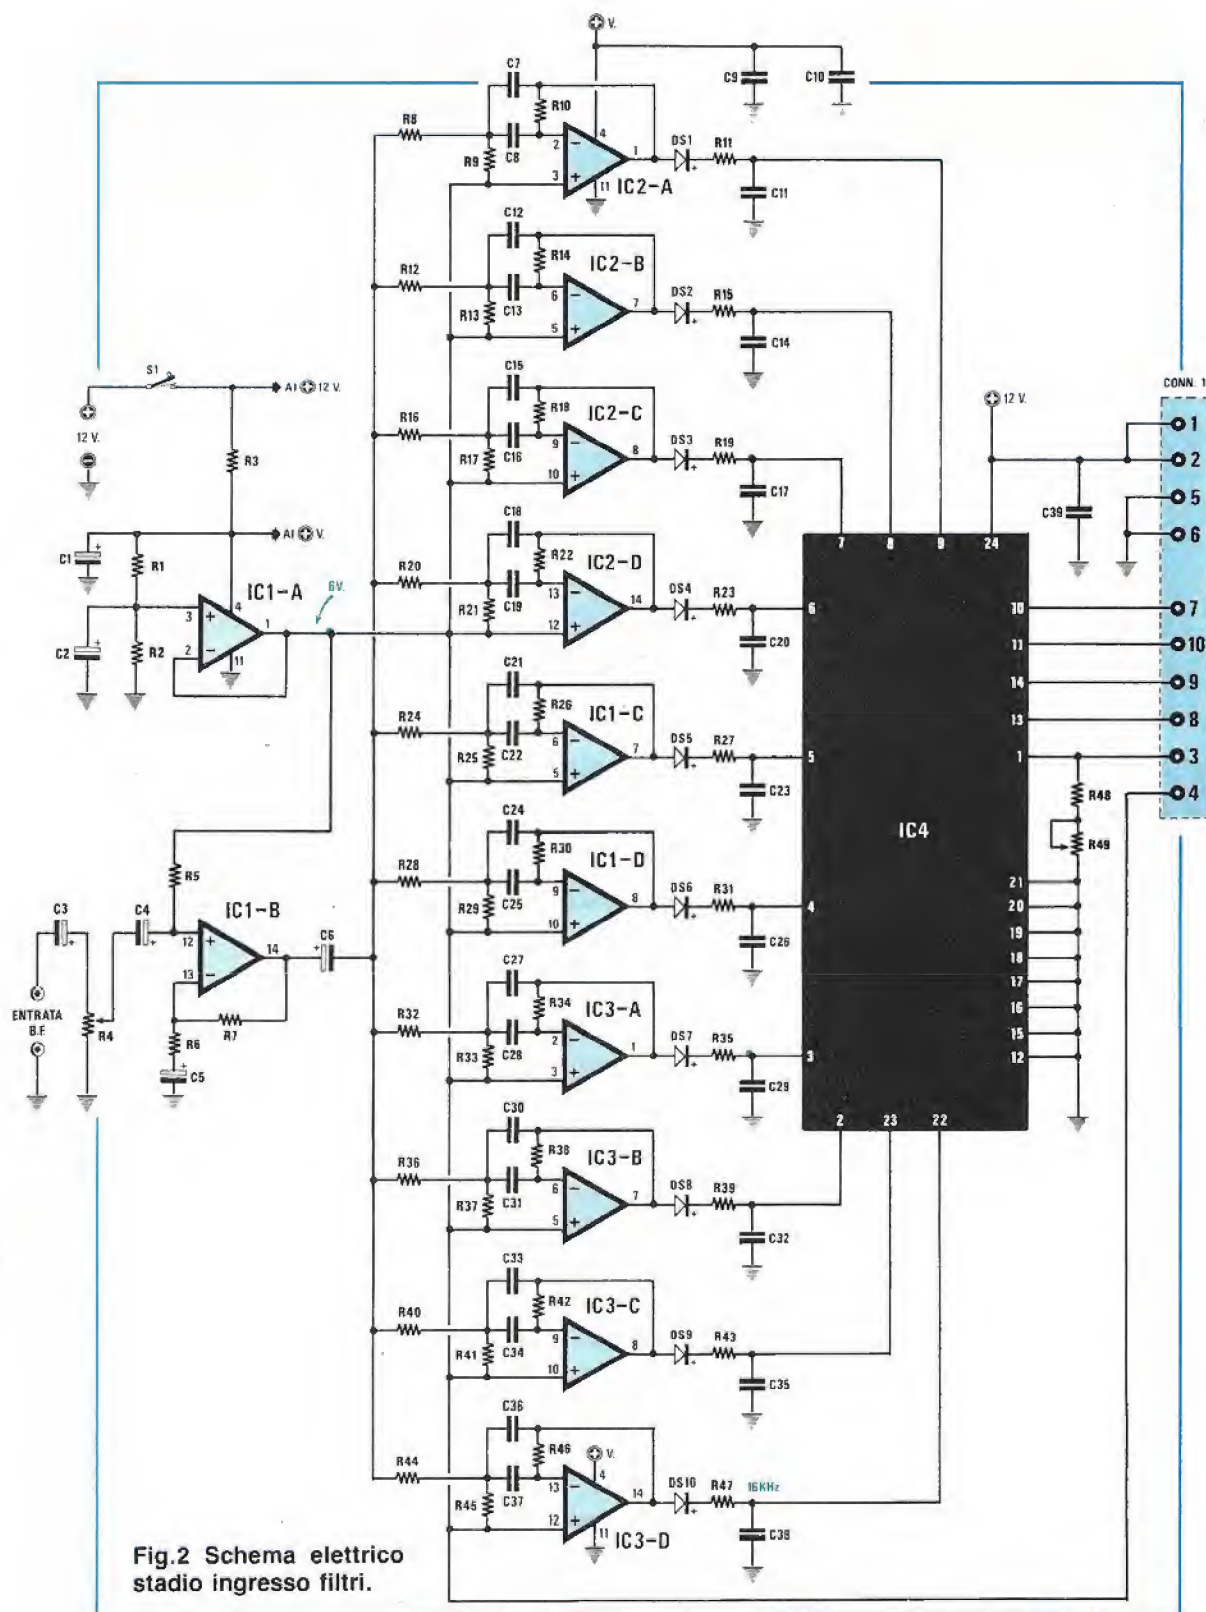 V.
C7
C9
C10
R10
R8
C8
R9
2
4
1
3
11
DS1
R11
IC2-A
C11
C12
R14
IC2-B
R12
C13
R13
6
7
5
DS2
R15
C14
S1
AI 12 V.
12 V.
R3
C15
R18
IC2-C
R16
C16
R17
9
8
10
DS3
R19
C17
12 V.
CONN. 1
1
2
5
6
C39
AI V.
C1
R1
IC1-A
3
4
1
2
11
C2
R2
6V.
C18
R22
IC2-D
R20
C19
R21
13
14
12
DS4
R23
C20
7
8
9
24
6
10
7
11
10
14
9
13
8
1
3
4
C21
R26
IC1-C
R24
C22
R25
6
7
5
DS5
R27
C23
5
R48
R49
IC4
C24
R30
IC1-D
R28
C25
R29
9
8
10
DS6
R31
C26
4
21
20
19
18
17
16
15
12
R5
IC1-B
C3
C4
12
14
13
C6
ENTRATA
B.F.
R4
R6
R7
C5
C27
R34
IC3-A
R32
C28
R33
2
1
3
DS7
R35
C29
3
2
23
22
C30
R38
IC3-B
R36
C31
R37
6
7
5
DS8
R39
C32
C33
R42
IC3-C
R40
C34
R41
9
8
10
DS9
R43
C35
C36
R46
V.
R44
C37
R45
13
4
14
12
11
DS10
R47
16KHz
C38
IC3-D
Fig.2 Schema elettrico
stadio ingresso filtri.